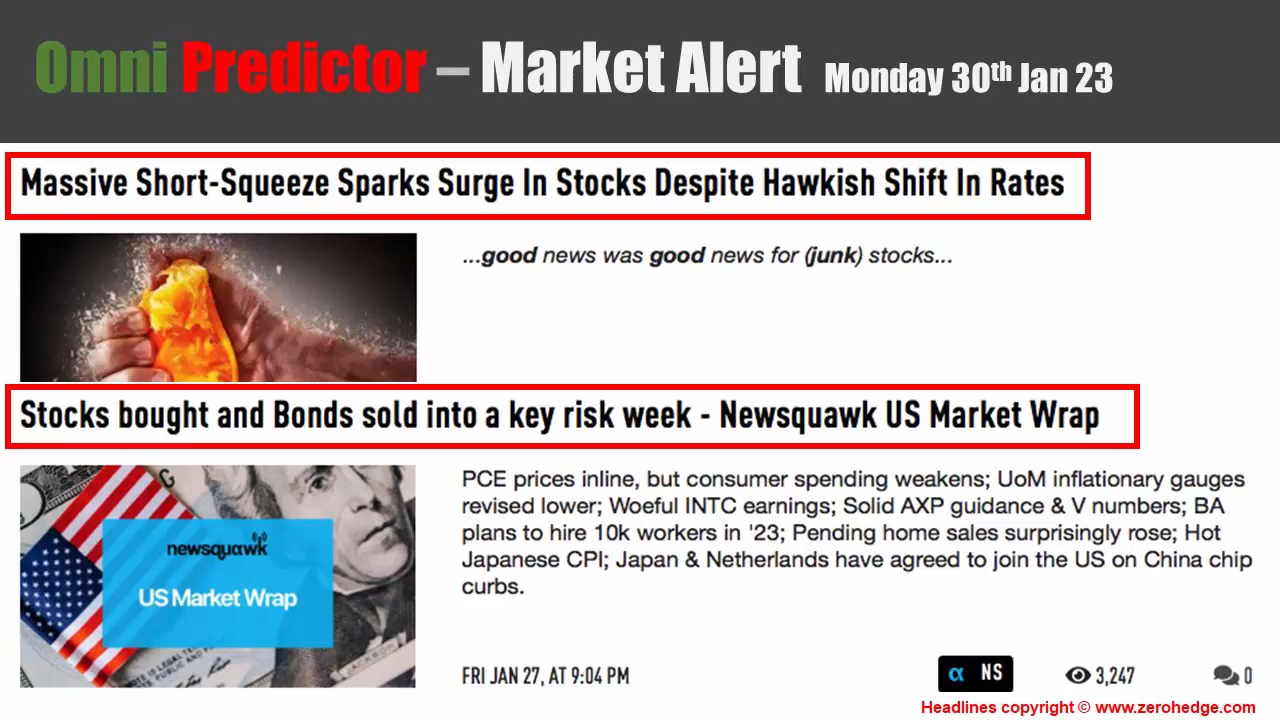 Omni Predictor – Market Alert Monday 30th Jan 23
Massive Short-Squeeze Sparks Surge In Stocks Despite Hawkish Shift In Rates
...good news was good news for (junk) stocks...
Stocks bought and Bonds sold into a key risk week - Newsquawk US Market Wrap
G
newsquawk
US Market Wrap
PCE prices inline, but consumer spending weakens; UoM inflationary gauges
revised lower; Woeful INTC earnings; Solid AXP guidance & V numbers; BA
plans to hire 10k workers in '23; Pending home sales surprisingly rose; Hot
Japanese CPI; Japan & Netherlands have agreed to join the US on China chip
curbs.
FRI JAN 27, AT 9:04 PM
α NS
3,247
0
Headlines copyright © www.zerohedge.com